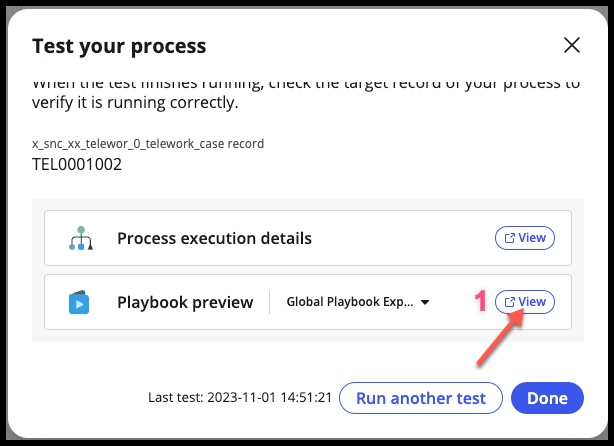 Test your process
When the test finishes running, check the target record of your process to
verify it is running correctly.
x_snc_xx_telewor_0_telework_case record
TEL0001002
Process execution details
View
Playbook preview
Global Playbook Exp...
1
View
Last test: 2023-11-01 14:51:21
Run another test
Done